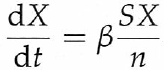 dX/dt = β SX/n